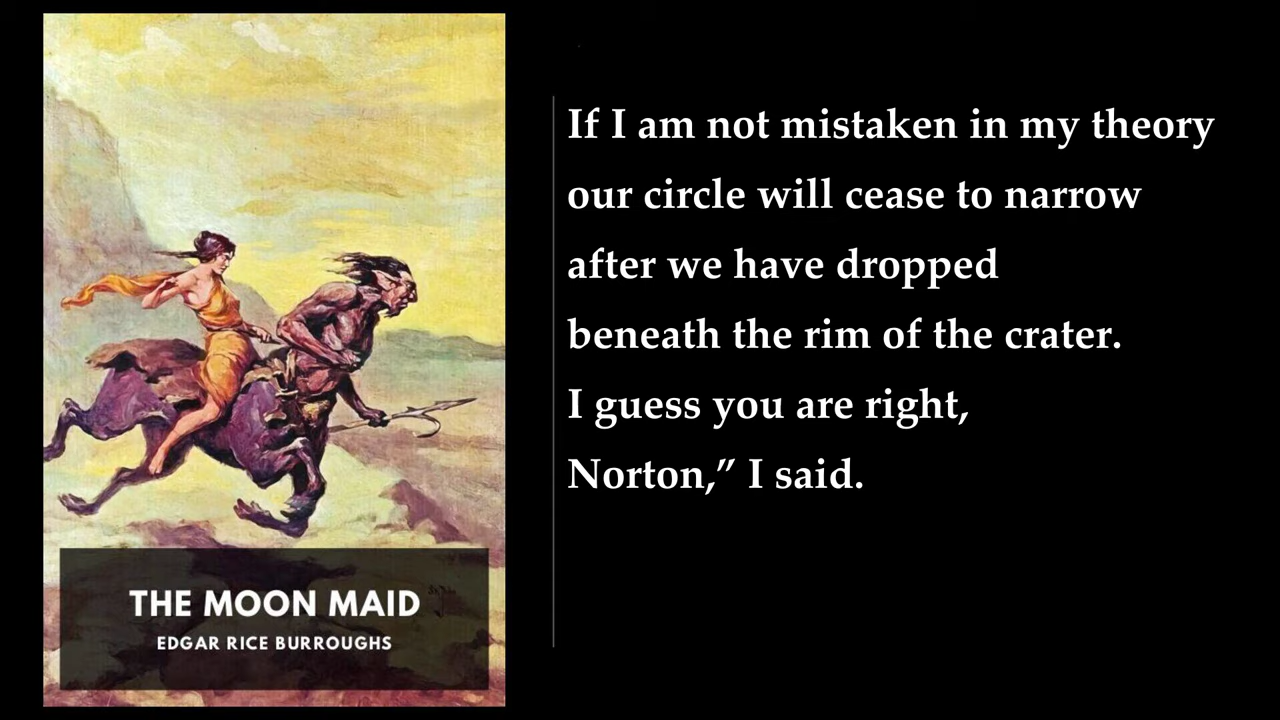 THE MOON MAID
EDGAR RICE BURROUGHS
If I am not mistaken in my theory
our circle will cease to narrow
after we have dropped
beneath the rim of the crater.
I guess you are right,
Norton,” I said.